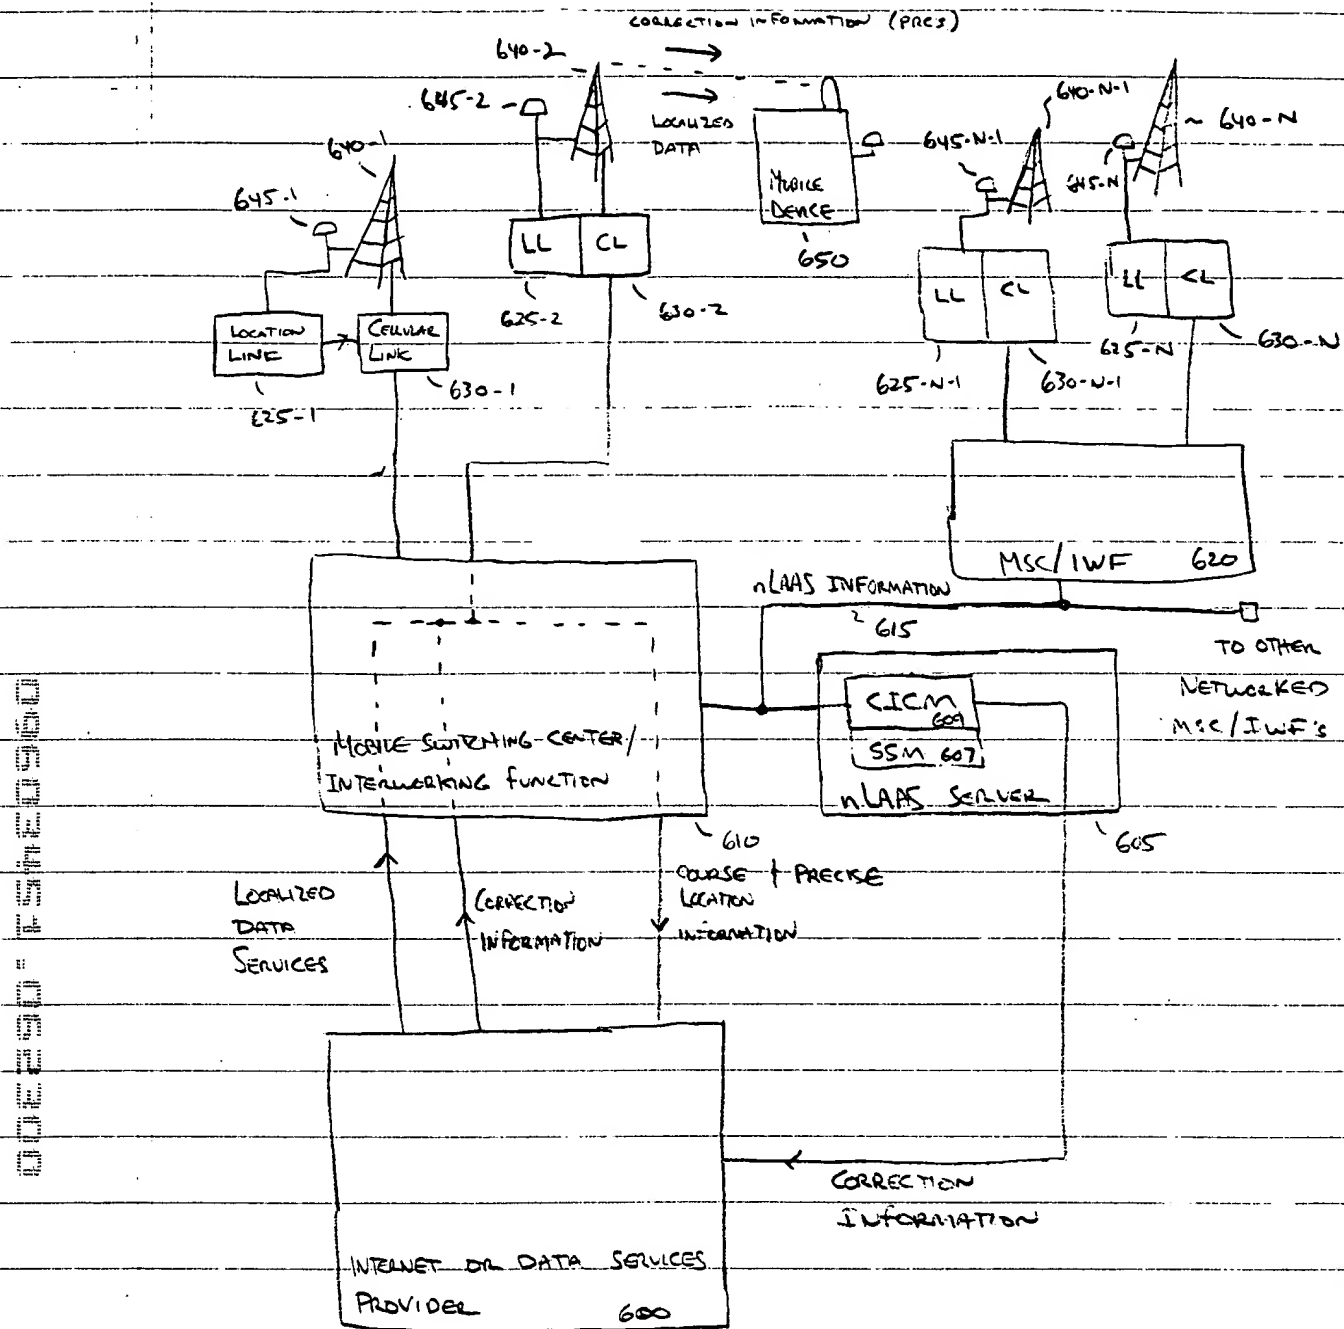 CORRECTION INFORMATION (PRCS)
640-2
645-2
LOCALIZED
DATA
MOBILE
DEVICE
650
640-1
645-1
LL
CL
625-2
630-2
LOCATION
LINK
CELLULAR
LINK
625-1
630-1
640-N-1
645-N-1
640-N
645-N
LL
CL
625-N-1
630-N-1
LL
CL
625-N
630-N
MSC/IWF
620
nLAAS INFORMATION
615
TO OTHER
NETWORKED
MSC/IWF'S
CICM
609
SSM 607
nLAAS SERVER
605
MOBILE SWITCHING CENTER/
INTERWORKING FUNCTION
610
LOCALIZED
DATA
SERVICES
CORRECTION
INFORMATION
COURSE + PRECISE
LOCATION
INFORMATION
CORRECTION
INFORMATION
INTERNET OR DATA SERVICES
PROVIDER
600